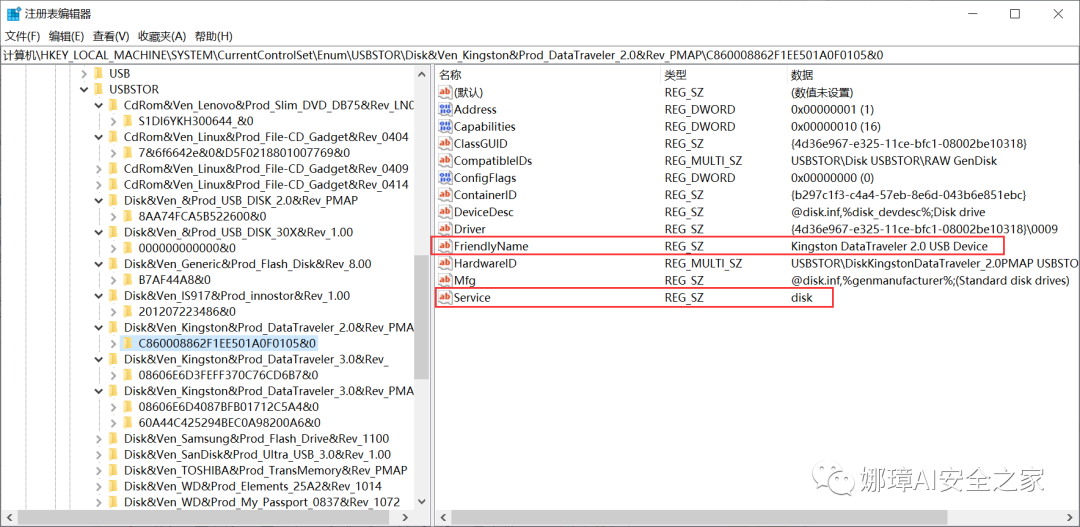 注册表编辑器
文件(F) 编辑(E) 查看(V) 收藏夹(A) 帮助(H)
计算机\HKEY_LOCAL_MACHINE\SYSTEM\CurrentControlSet\Enum\USBSTOR\Disk&Ven_Kingston&Prod_DataTraveler_2.0&Rev_PMAP\C860008862F1EE501A0F0105&0
USB
USBSTOR
CdRom&Ven_Lenovo&Prod_Slim_DVD_DB75&Rev_LN0
S1DI6YKH300644_&0
CdRom&Ven_Linux&Prod_File-CD_Gadget&Rev_0404
7&6f6642e&0&D5F0218801007769&0
CdRom&Ven_Linux&Prod_File-CD_Gadget&Rev_0409
CdRom&Ven_Linux&Prod_File-CD_Gadget&Rev_0414
Disk&Ven_&Prod_USB_DISK_2.0&Rev_PMAP
8AA74FCA5B522600&0
Disk&Ven_&Prod_USB_DISK_30X&Rev_1.00
000000000000&0
Disk&Ven_Generic&Prod_Flash_Disk&Rev_8.00
B7AF44A8&0
Disk&Ven_IS917&Prod_innostor&Rev_1.00
201207223486&0
Disk&Ven_Kingston&Prod_DataTraveler_2.0&Rev_PMA
C860008862F1EE501A0F0105&0
Disk&Ven_Kingston&Prod_DataTraveler_3.0&Rev_
08606E6D3FEFF370C76CD6B7&0
Disk&Ven_Kingston&Prod_DataTraveler_3.0&Rev_PMA
08606E6D4087BFB01712C5A4&0
60A44C425294BEC0A98200A6&0
Disk&Ven_Samsung&Prod_Flash_Drive&Rev_1100
Disk&Ven_SanDisk&Prod_Ultra_USB_3.0&Rev_1.00
Disk&Ven_TOSHIBA&Prod_TransMemory&Rev_PMAP
Disk&Ven_WD&Prod_Elements_25A2&Rev_1014
Disk&Ven_WD&Prod_My_Passport_0837&Rev_1072
名称 类型 数据
(默认) REG_SZ (数值未设置)
Address REG_DWORD 0x00000001 (1)
Capabilities REG_DWORD 0x00000010 (16)
ClassGUID REG_SZ {4d36e967-e325-11ce-bfc1-08002be10318}
CompatibleIDs REG_MULTI_SZ USBSTOR\Disk USBSTOR\RAW GenDisk
ConfigFlags REG_DWORD 0x00000000 (0)
ContainerID REG_SZ {b297c1f3-c4a4-57eb-8e6d-043b6e851ebc}
DeviceDesc REG_SZ @disk.inf,%disk_devdesc%;Disk drive
Driver REG_SZ {4d36e967-e325-11ce-bfc1-08002be10318}\0009
FriendlyName REG_SZ Kingston DataTraveler 2.0 USB Device
HardwareID REG_MULTI_SZ USBSTOR\DiskKingstonDataTraveler_2.0PMAP USBSTO
Mfg REG_SZ @disk.inf,%genmanufacturer%;(Standard disk drives)
Service REG_SZ disk
娜璋AI安全之家